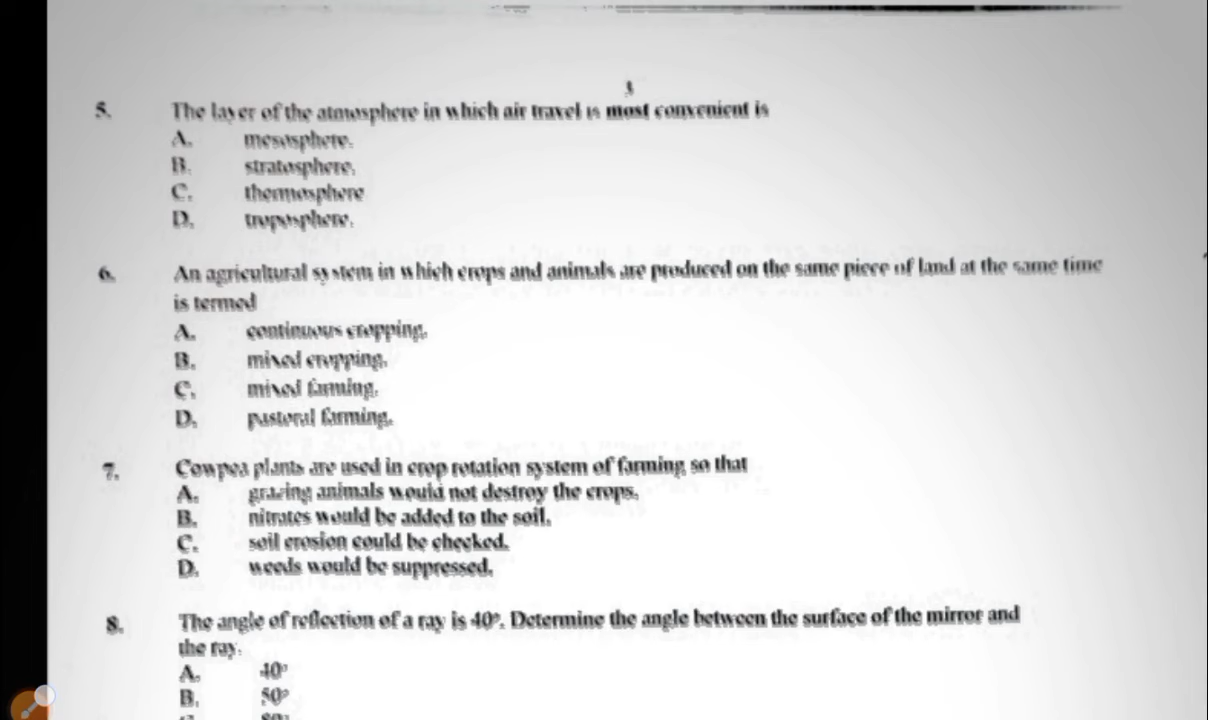 3
5. The layer of the atmosphere in which air travel is most convenient is
A. mesosphere.
B. stratosphere.
C. thermosphere
D. troposphere.
6. An agricultural system in which crops and animals are produced on the same piece of land at the same time
is termed
A. continuous cropping.
B. mixed cropping.
C. mixed farming.
D. pastoral farming.
7. Cowpea plants are used in crop rotation system of farming so that
A. grazing animals would not destroy the crops.
B. nitrates would be added to the soil.
C. soil erosion could be checked.
D. weeds would be suppressed.
8. The angle of reflection of a ray is 40°. Determine the angle between the surface of the mirror and
the ray.
A. 40°
B. 50°